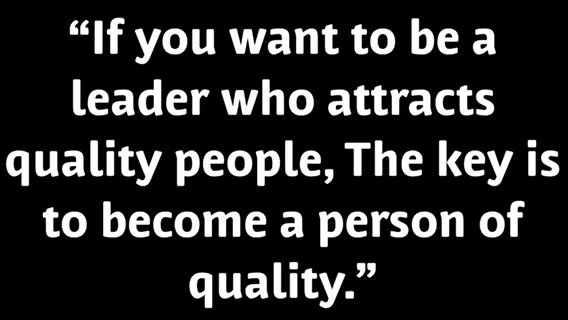 “If you want to be a
leader who attracts
quality people, The key is
to become a person of
quality.”